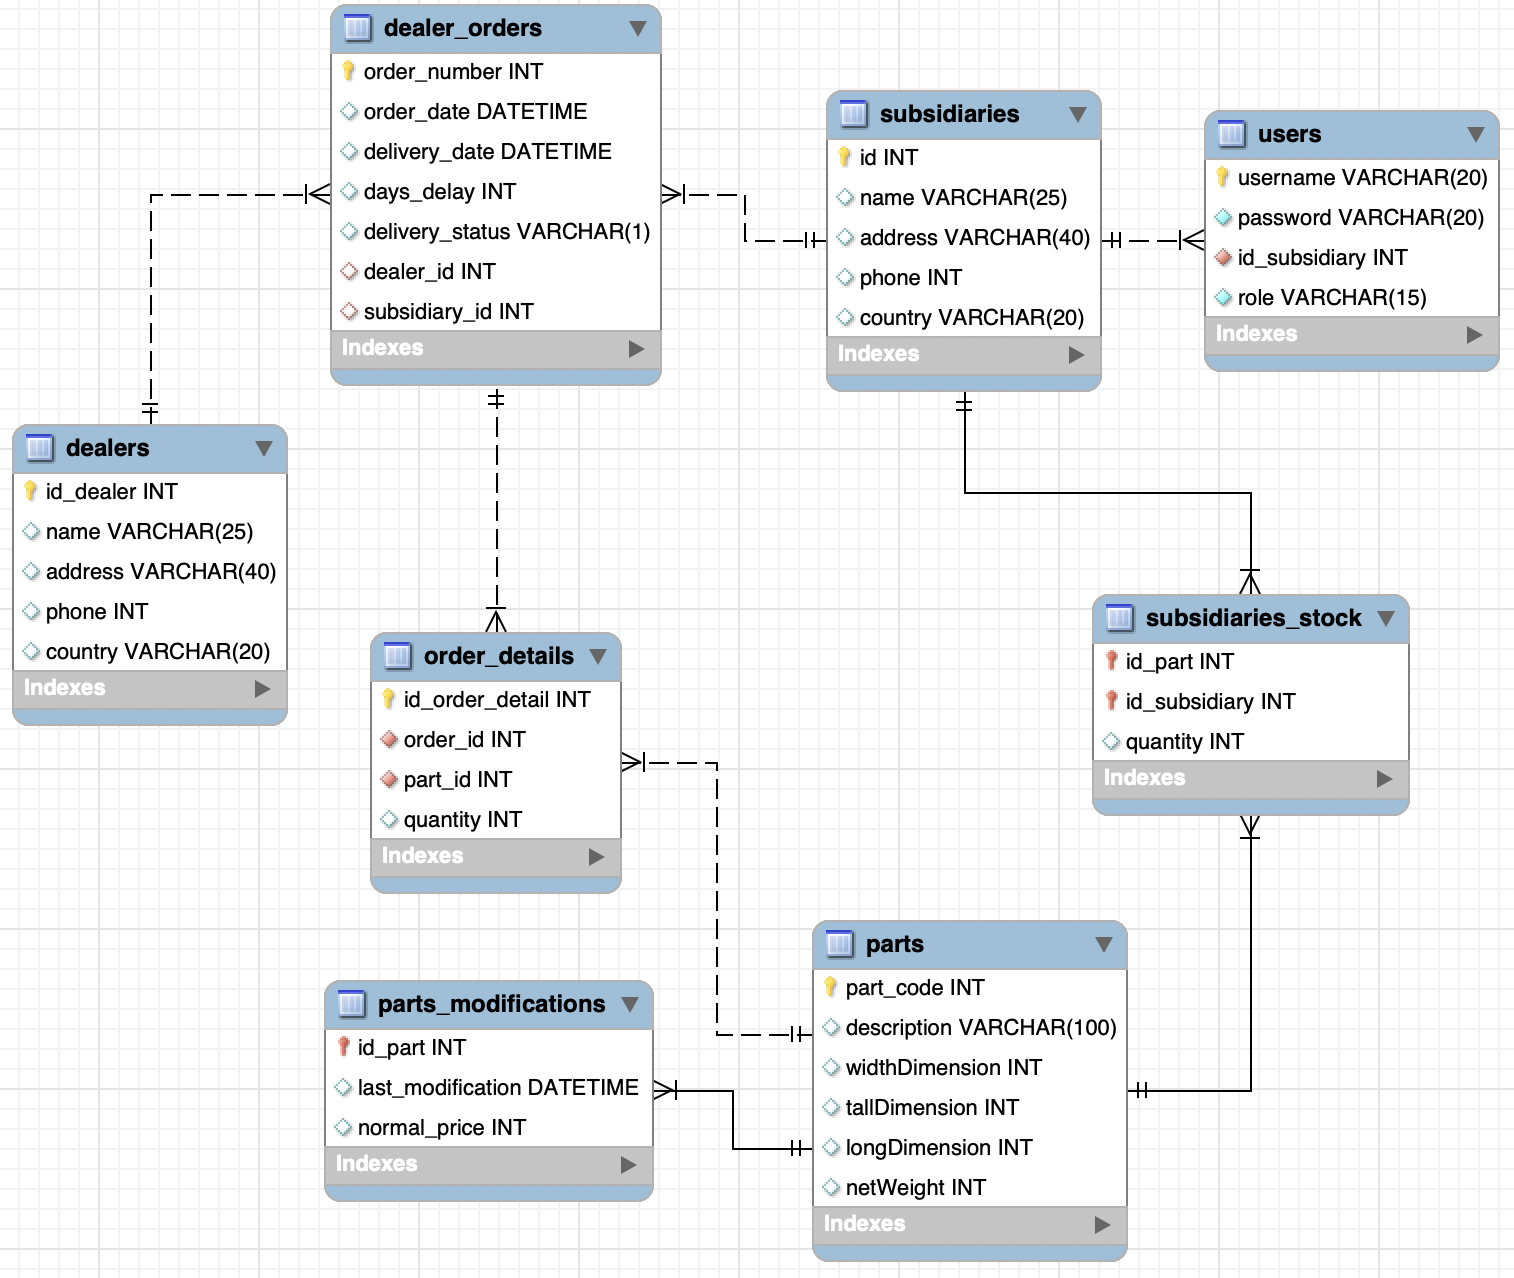 dealer_orders
order_number INT
order_date DATETIME
delivery_date DATETIME
days_delay INT
delivery_status VARCHAR(1)
dealer_id INT
subsidiary_id INT
Indexes
subsidiaries
id INT
name VARCHAR(25)
address VARCHAR(40)
phone INT
country VARCHAR(20)
Indexes
users
username VARCHAR(20)
password VARCHAR(20)
id_subsidiary INT
role VARCHAR(15)
Indexes
dealers
id_dealer INT
name VARCHAR(25)
address VARCHAR(40)
phone INT
country VARCHAR(20)
Indexes
order_details
id_order_detail INT
order_id INT
part_id INT
quantity INT
Indexes
subsidiaries_stock
id_part INT
id_subsidiary INT
quantity INT
Indexes
parts_modifications
id_part INT
last_modification DATETIME
normal_price INT
Indexes
parts
part_code INT
description VARCHAR(100)
widthDimension INT
tallDimension INT
longDimension INT
netWeight INT
Indexes